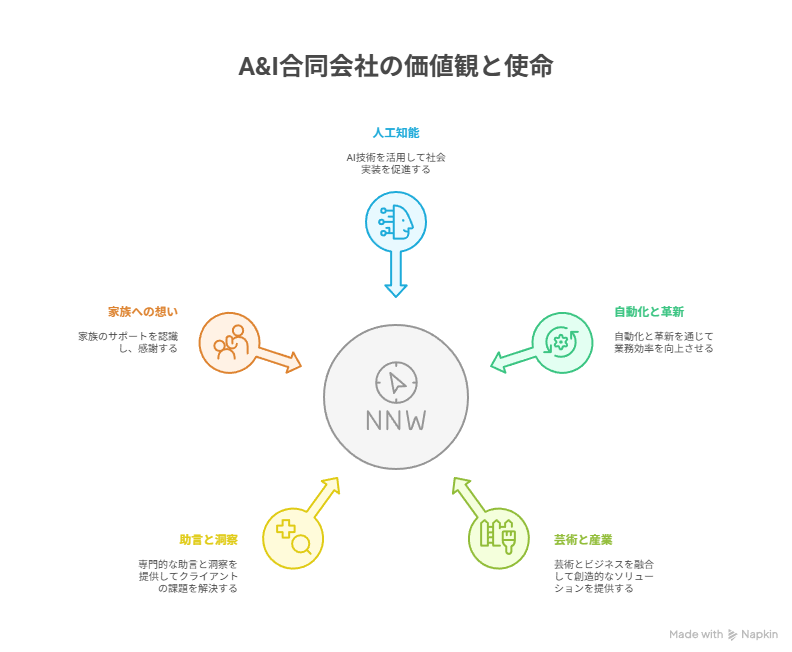 A&I合同会社の価値観と使命
人工知能
AI技術を活用して社会
実装を促進する
家族への想い
家族のサポートを認識
し、感謝する
自動化と革新
自動化と革新を通じて
業務効率を向上させる
NNW
助言と洞察
専門的な助言と洞察を
提供してクライアント
の課題を解決する
芸術と産業
芸術とビジネスを融合
して創造的なソリュー
ションを提供する
Made with Napkin